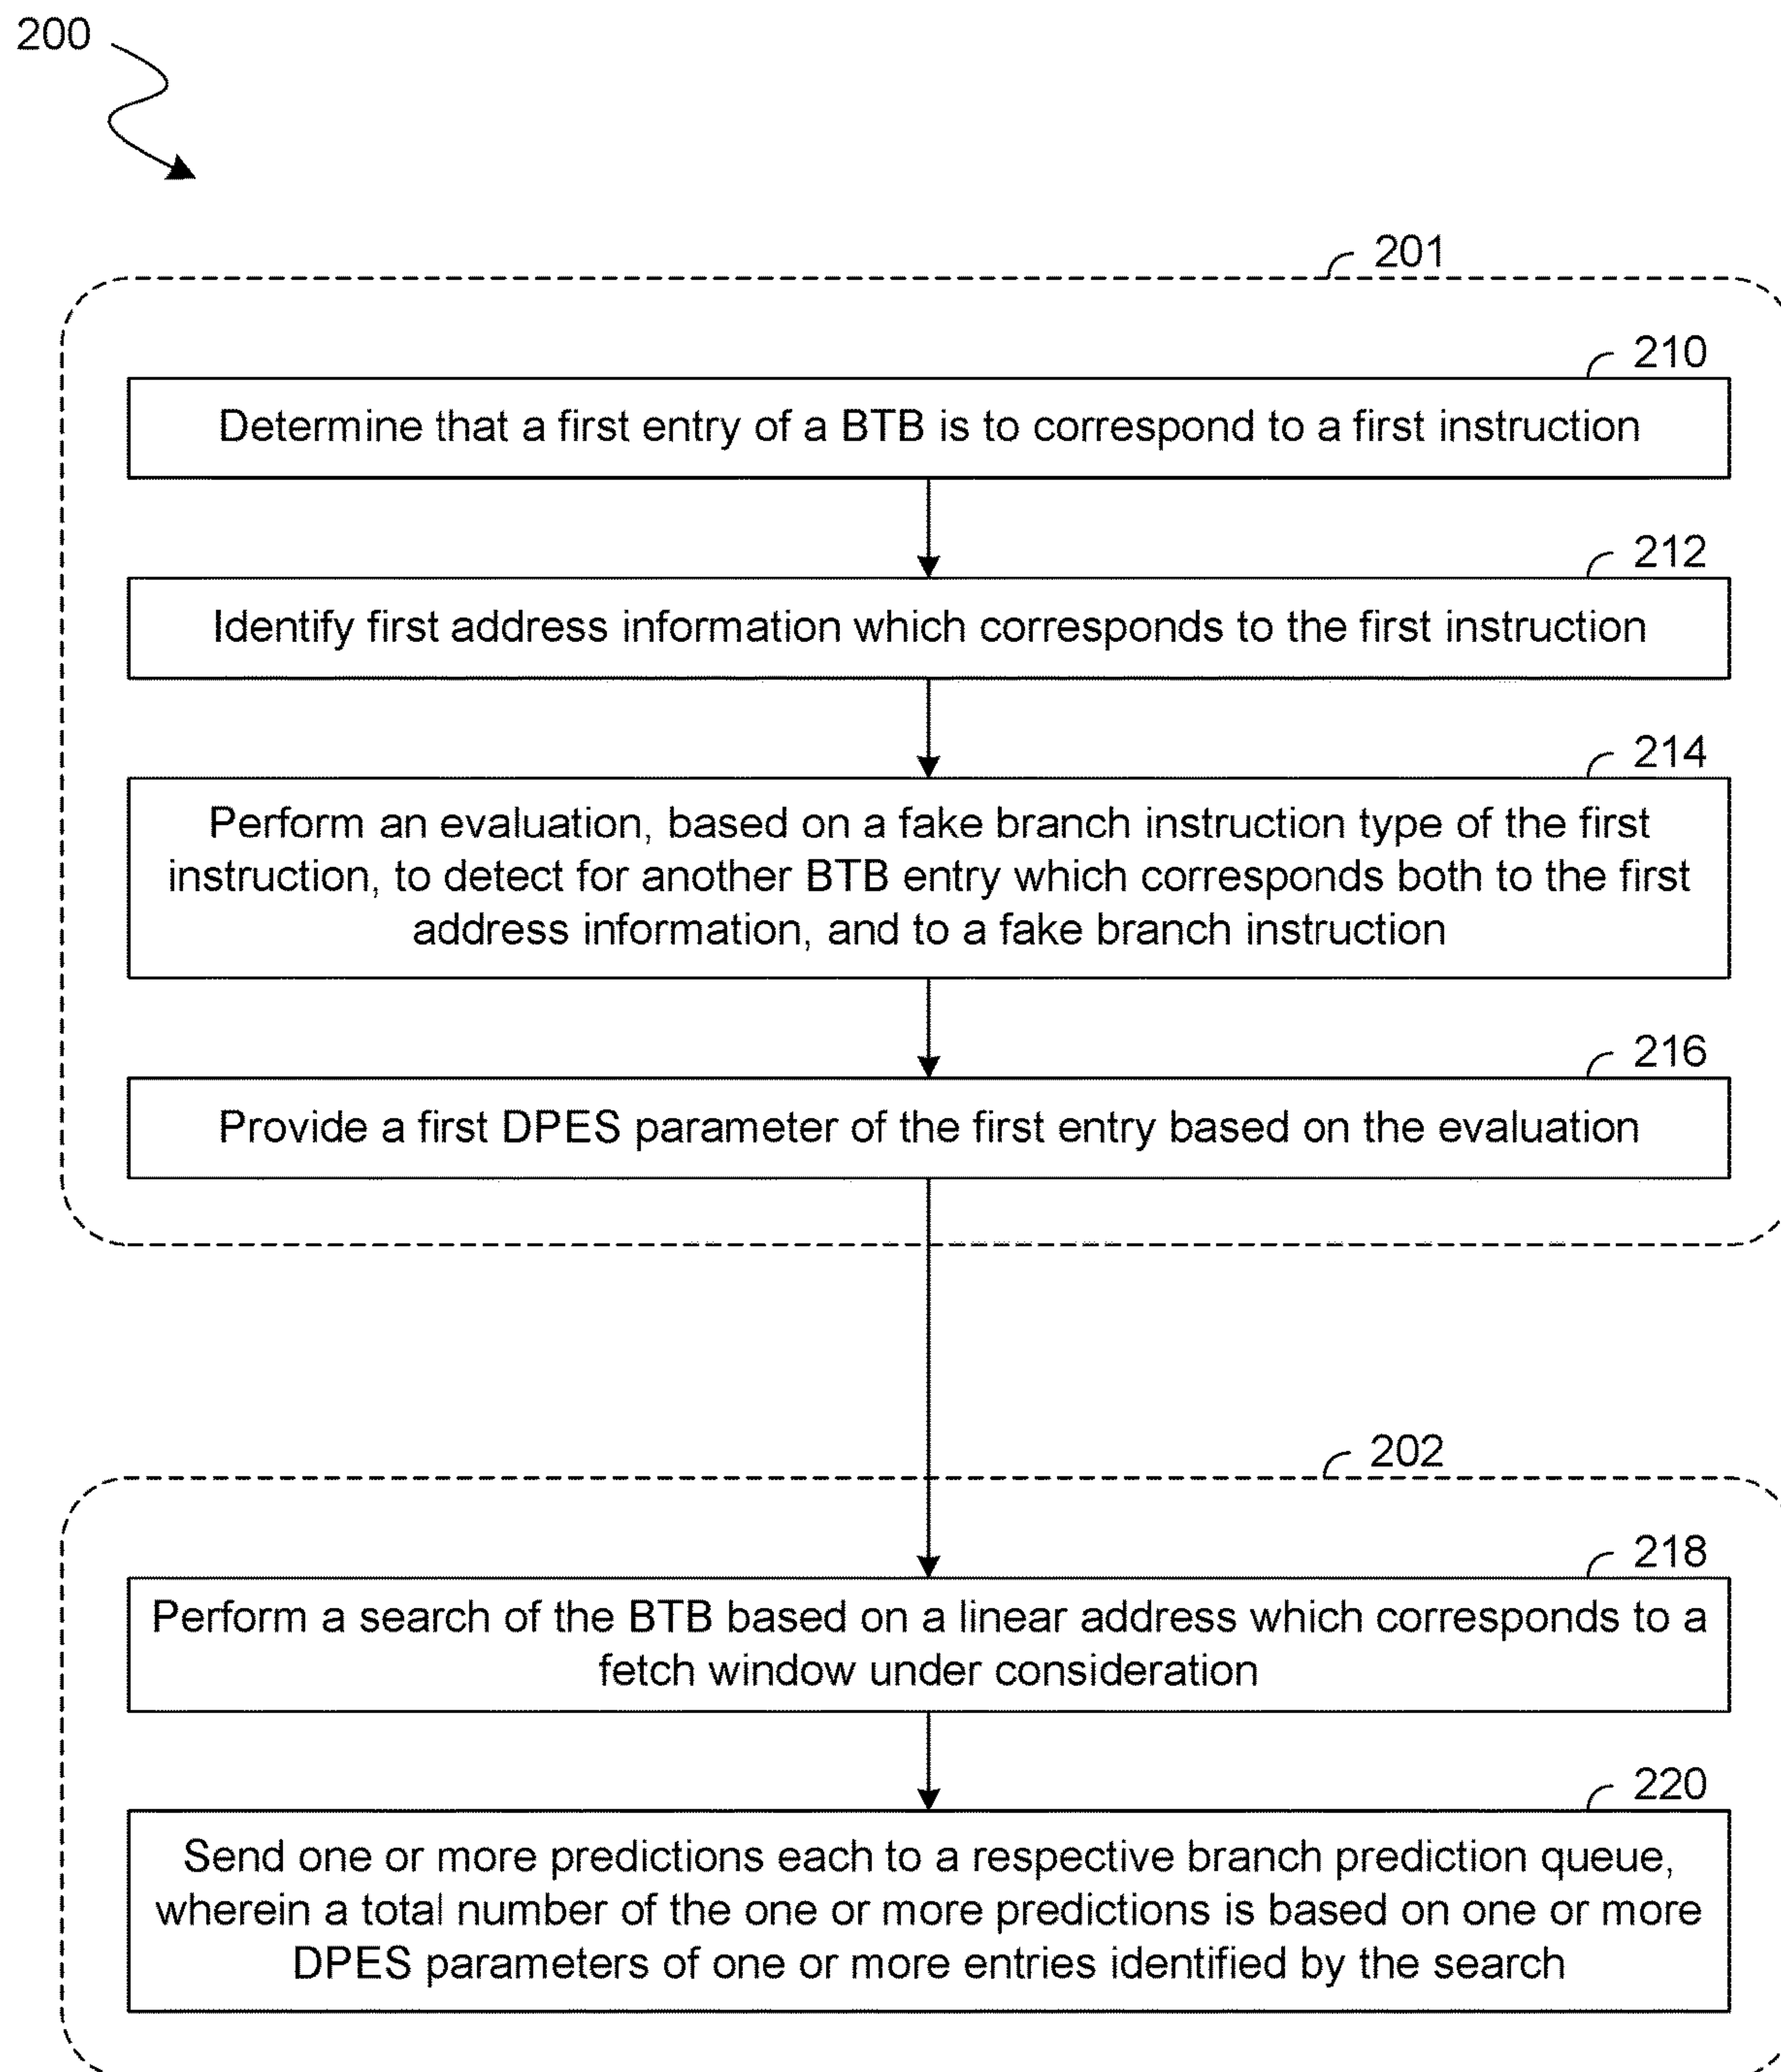 200
201
210
Determine that a first entry of a BTB is to correspond to a first instruction
212
Identify first address information which corresponds to the first instruction
214
Perform an evaluation, based on a fake branch instruction type of the first
instruction, to detect for another BTB entry which corresponds both to the first
address information, and to a fake branch instruction
216
Provide a first DPES parameter of the first entry based on the evaluation
202
218
Perform a search of the BTB based on a linear address which corresponds to a
fetch window under consideration
220
Send one or more predictions each to a respective branch prediction queue,
wherein a total number of the one or more predictions is based on one or more
DPES parameters of one or more entries identified by the search